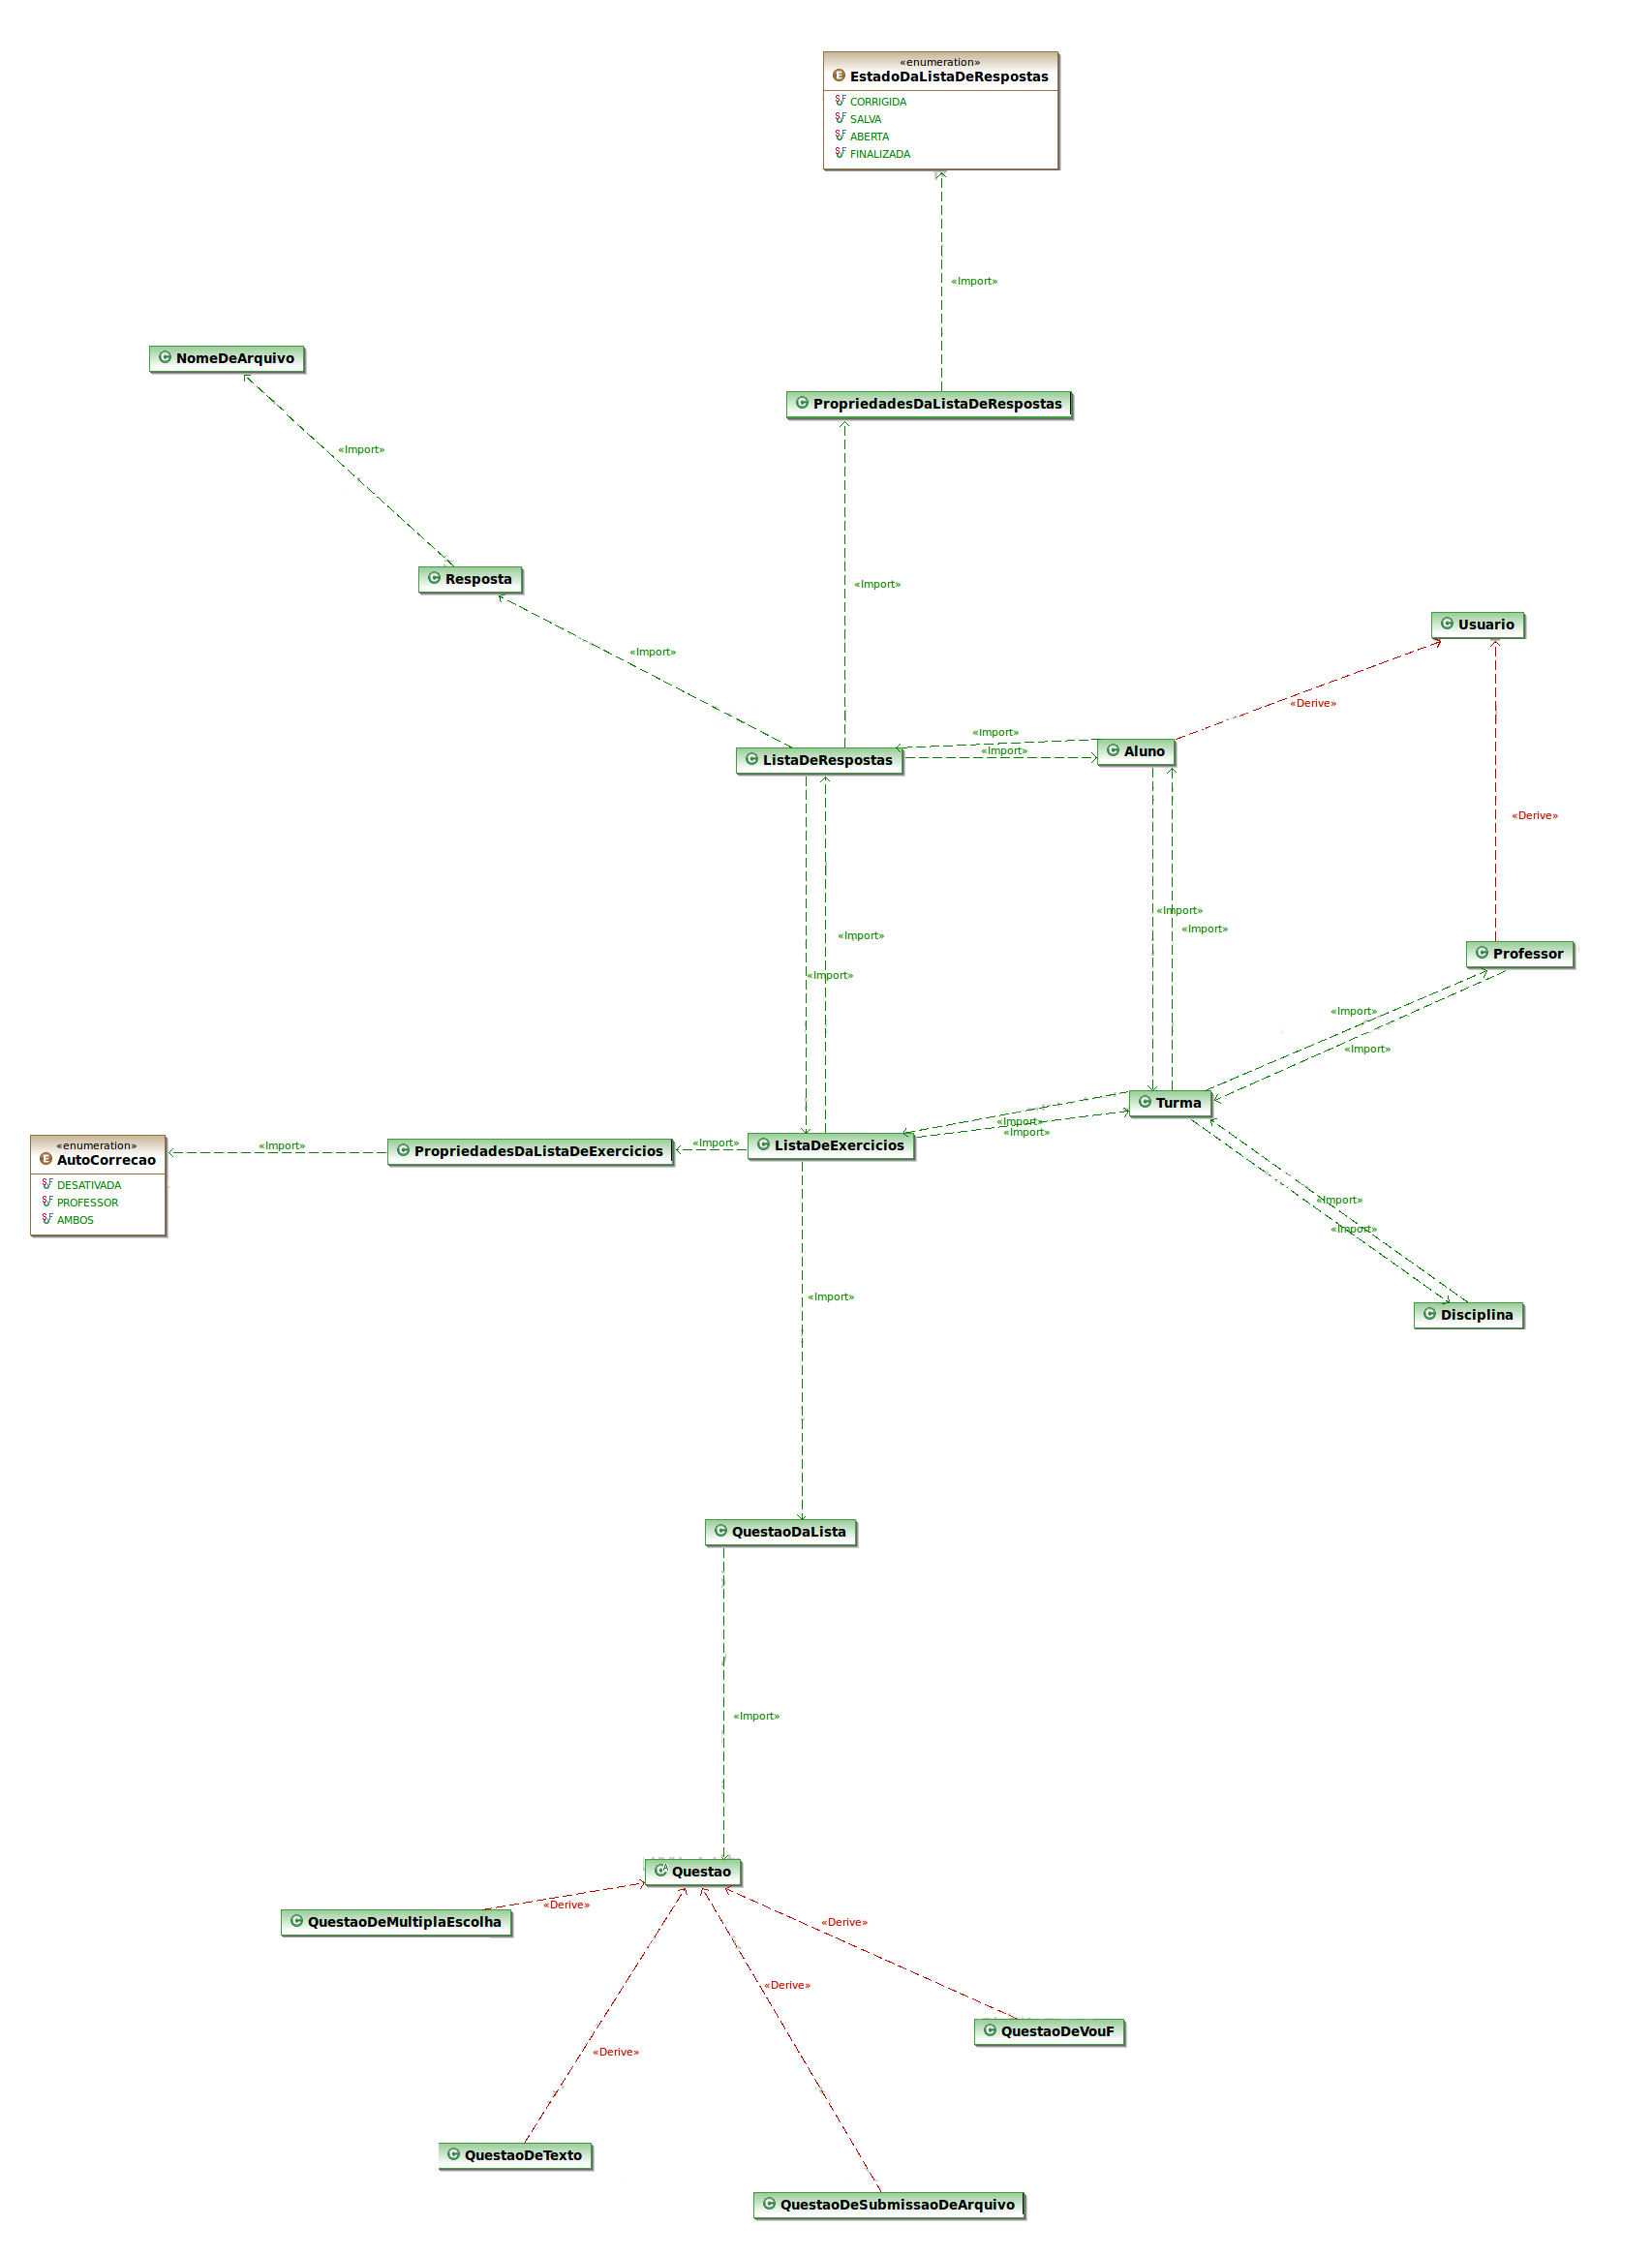 «enumeration»
EstadoDaListaDeRespostas
CORRIGIDA
SALVA
ABERTA
FINALIZADA
«Import»
NomeDeArquivo
PropriedadesDaListaDeRespostas
«Import»
Resposta
«Import»
Usuario
«Import»
«Derive»
«Import»
Aluno
«Import»
ListaDeRespostas
«Derive»
«Import»
«Import»
«Import»
Professor
«Import»
«Import»
«Import»
Turma
«Import»
«Import»
«enumeration»
AutoCorrecao
DESATIVADA
PROFESSOR
AMBOS
«Import»
PropriedadesDaListaDeExercicios
«Import»
ListaDeExercicios
«Import»
«Import»
«Import»
Disciplina
QuestaoDaLista
«Import»
Questao
«Derive»
QuestaoDeMultiplaEscolha
«Derive»
«Derive»
QuestaoDeVouF
«Derive»
QuestaoDeTexto
QuestaoDeSubmissaoDeArquivo